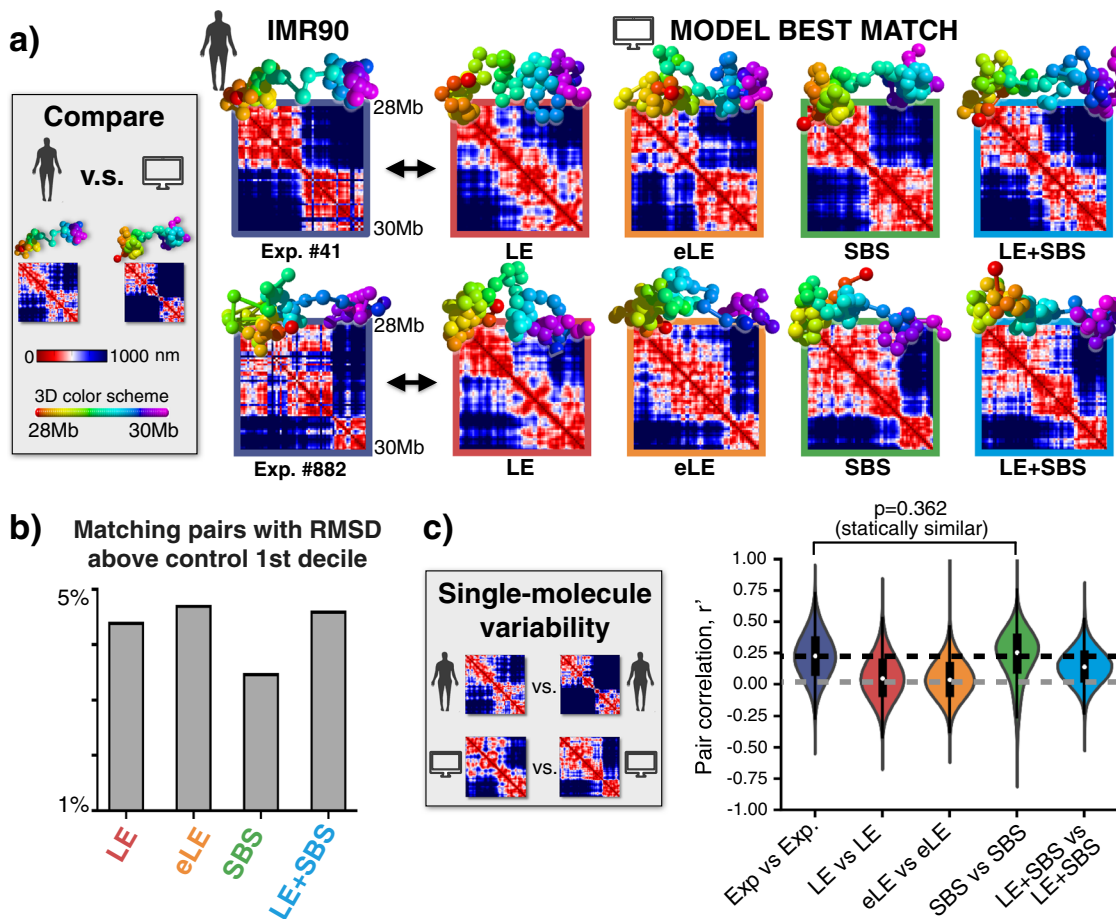 a)
IMR90
MODEL BEST MATCH
Compare
v.s.
0 1000 nm
3D color scheme
28Mb 30Mb
28Mb
30Mb
Exp. #41
LE
eLE
SBS
LE+SBS
28Mb
30Mb
Exp. #882
LE
eLE
SBS
LE+SBS
b)
Matching pairs with RMSD
above control 1st decile
5%
1%
LE
eLE
SBS
LE+SBS
c)
Single-molecule
variability
vs.
vs.
p=0.362
(statically similar)
Pair correlation, r'
1.00
0.75
0.50
0.25
0.00
-0.25
-0.50
-0.75
-1.00
Exp vs Exp.
LE vs LE
eLE vs eLE
SBS vs SBS
LE+SBS vs
LE+SBS